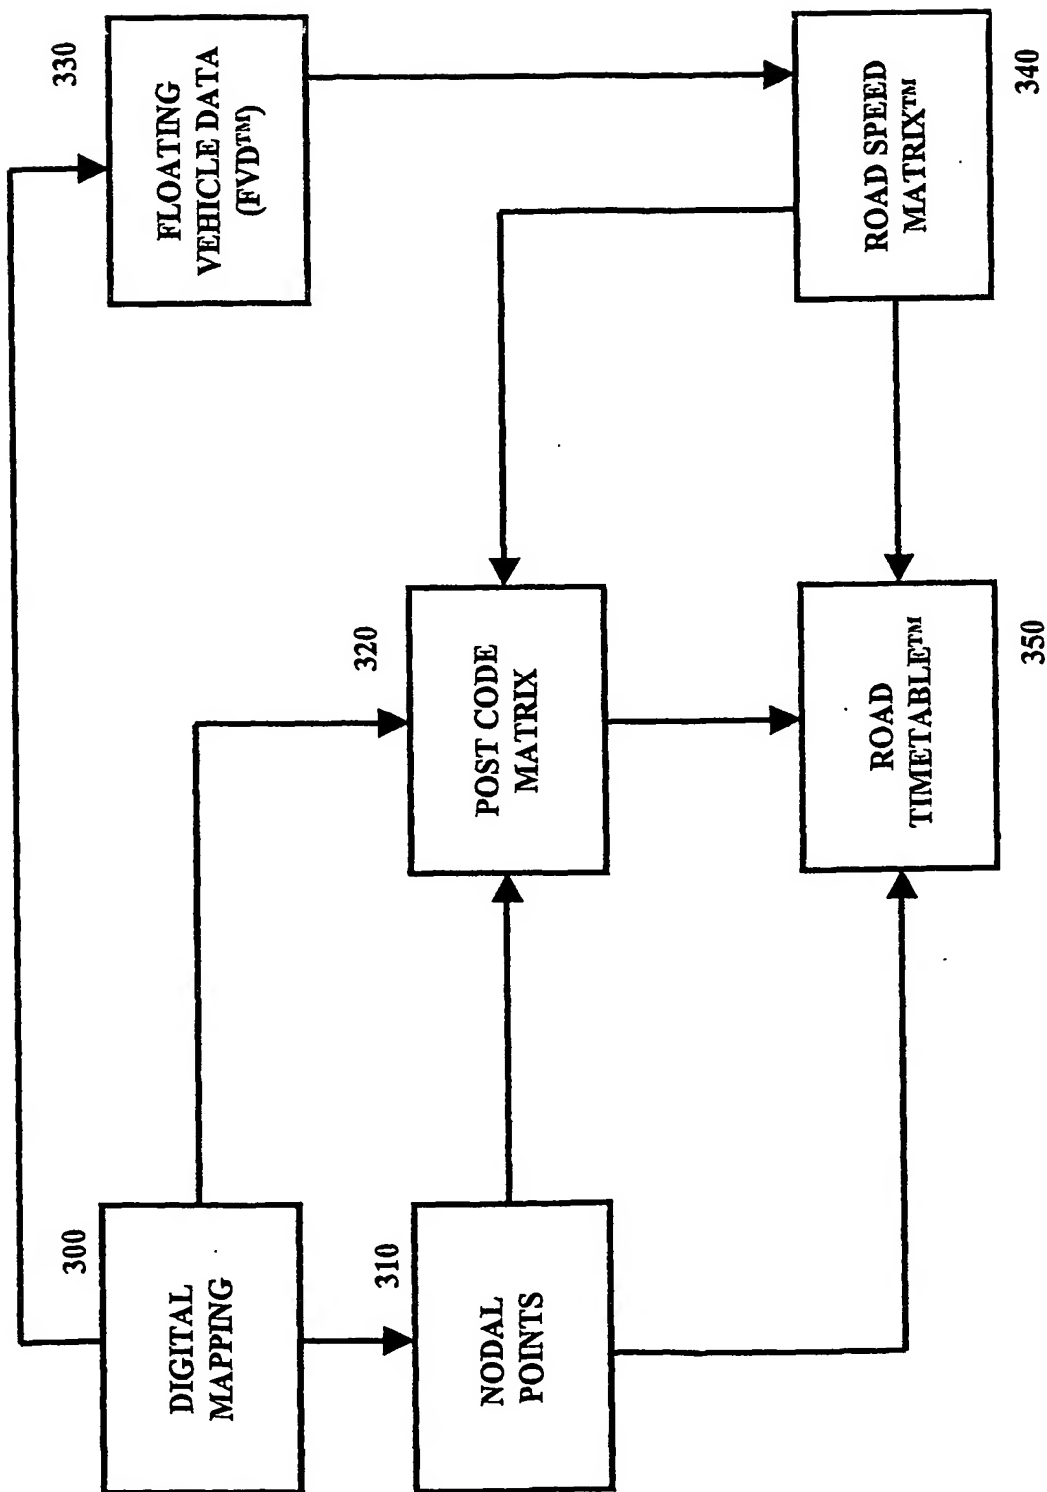 300
DIGITAL
MAPPING
310
NODAL
POINTS
320
POST CODE
MATRIX
330
FLOATING
VEHICLE DATA
(FVD™)
340
ROAD SPEED
MATRIX™
350
ROAD
TIMETABLE™